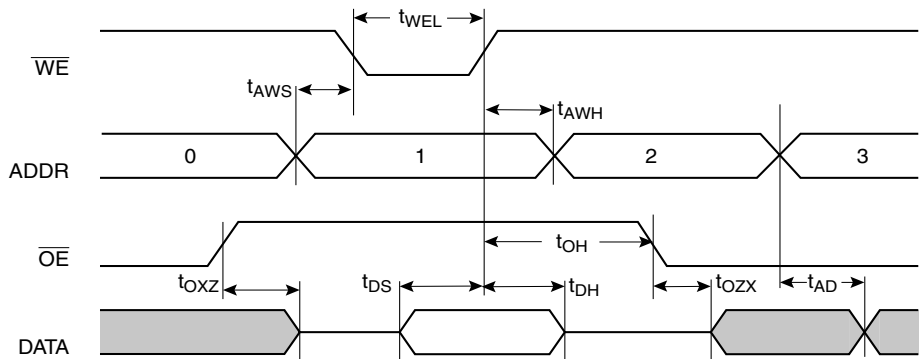 tWEL
WE
tAWS
tAWH
ADDR 0 1 2 3
OE
tOH
tOXZ tDS tDH tOZX tAD
DATA